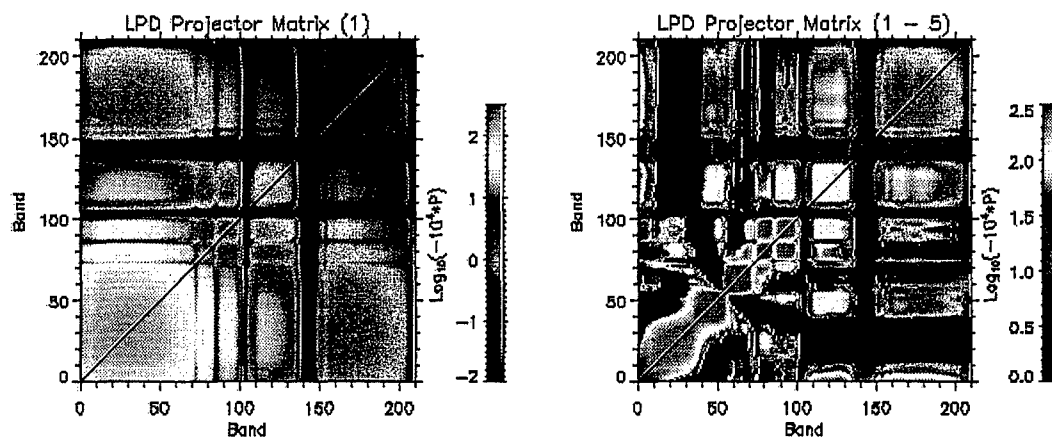 LPD Projector Matrix (1)
200
150
100
50
0
Band
0 50 100 150 200
Band
2
1
0
−1
−2
Log₁₀(−10⁴*P)
LPD Projector Matrix (1 − 5)
200
150
100
50
0
Band
0 50 100 150 200
Band
2.5
2.0
1.5
1.0
0.5
0.0
Log₁₀(−10⁴*P)